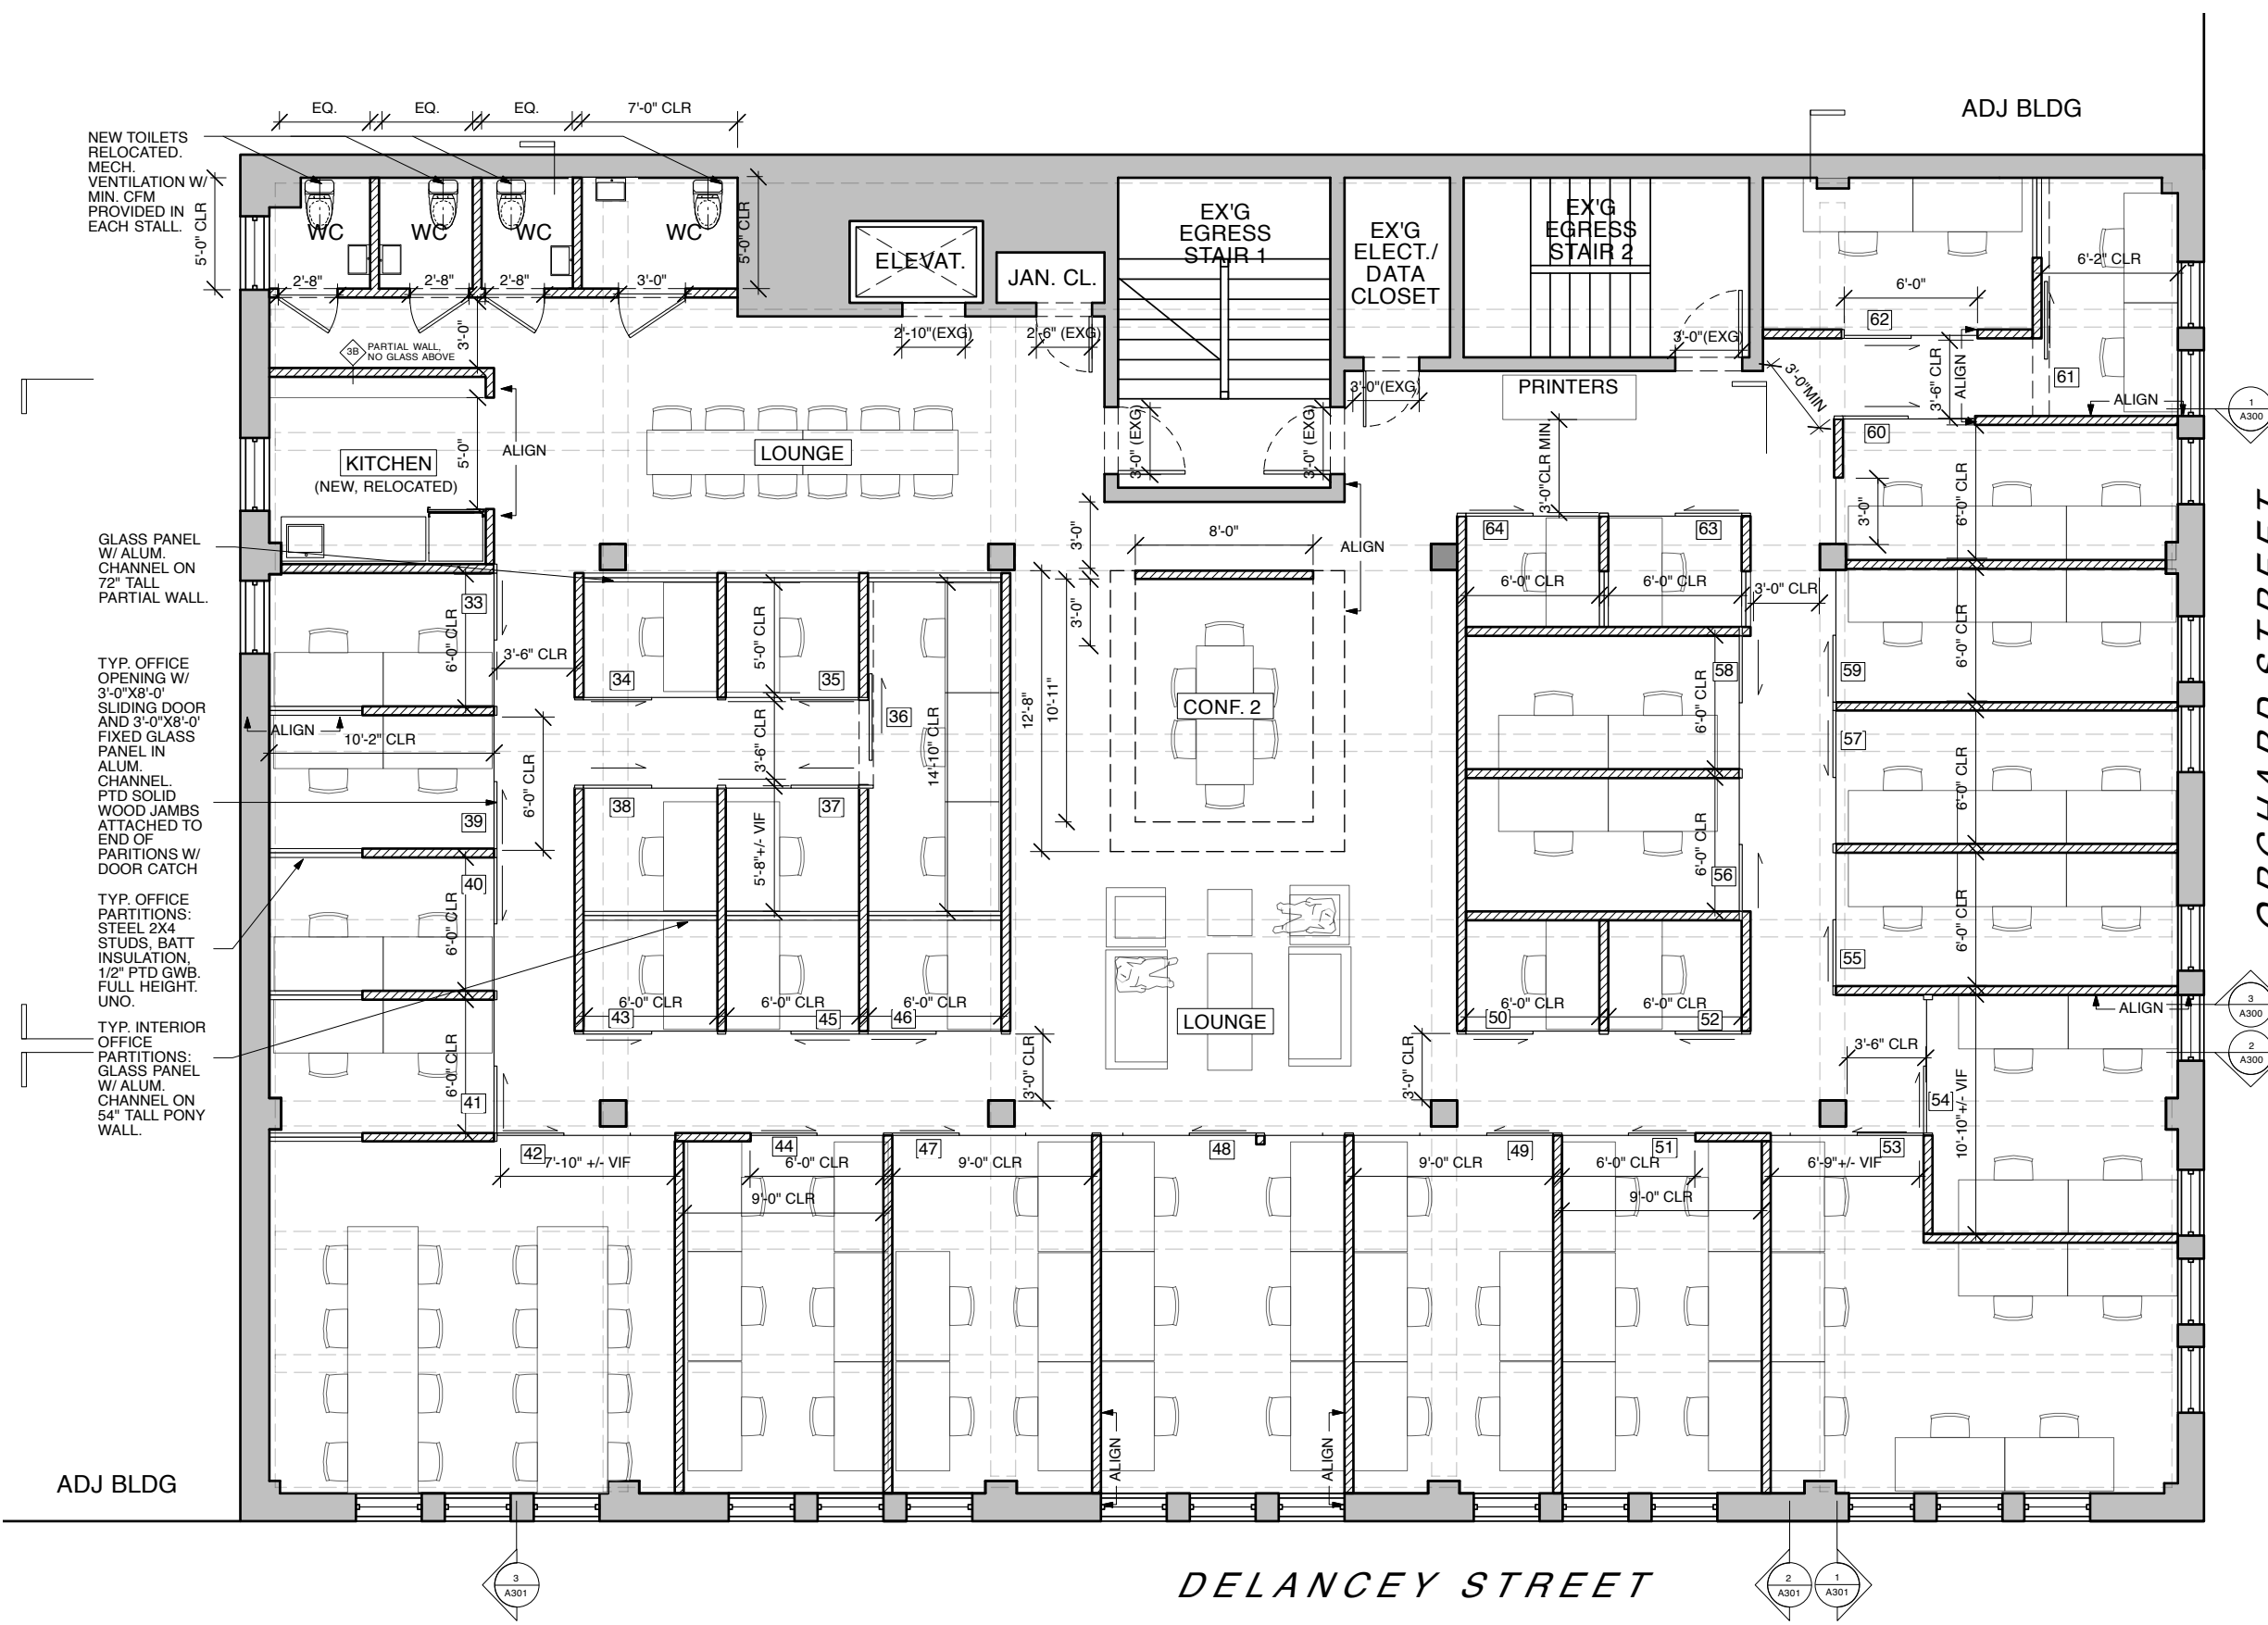 ADJ BLDG
EQ.
EQ.
EQ.
7'-0" CLR
NEW TOILETS
RELOCATED.
MECH.
VENTILATION W/
MIN. CFM
PROVIDED IN
EACH STALL.
5'-0" CLR
WC
WC
WC
WC
5'-0" CLR
2'-8"
2'-8"
2'-8"
3'-0"
ELEVAT.
JAN. CL.
EX'G
EGRESS
STAIR 1
EX'G
ELECT./
DATA
CLOSET
EX'G
EGRESS
STAIR 2
2'-10"(EXG)
2'-6" (EXG)
3'-0"(EXG)
3'-0"(EXG)
3'-0" (EXG)
3'-0" (EXG)
6'-0"
6'-2" CLR
62
61
3'-6" CLR
ALIGN
ALIGN
3'-0"MIN
1
A300
3B
PARTIAL WALL,
NO GLASS ABOVE
3'-0"
5'-0"
ALIGN
KITCHEN
(NEW, RELOCATED)
LOUNGE
PRINTERS
3'-0"CLR MIN
60
6'-0" CLR
3'-0"
ORCHARD STREET
GLASS PANEL
W/ ALUM.
CHANNEL ON
72" TALL
PARTIAL WALL.
3'-0"
8'-0"
ALIGN
3'-0"
64
63
6'-0" CLR
6'-0" CLR
3'-0" CLR
33
6'-0" CLR
3'-6" CLR
34
35
5'-0" CLR
36
3'-6" CLR
14'-10" CLR
12'-8"
10'-11"
CONF. 2
58
6'-0" CLR
59
6'-0" CLR
57
6'-0" CLR
TYP. OFFICE
OPENING W/
3'-0"X8'-0'
SLIDING DOOR
AND 3'-0"X8'-0'
FIXED GLASS
PANEL IN
ALUM.
CHANNEL.
PTD SOLID
WOOD JAMBS
ATTACHED TO
END OF
PARITIONS W/
DOOR CATCH
ALIGN
10'-2" CLR
6'-0" CLR
39
38
37
5'-8"+/- VIF
6'-0" CLR
56
6'-0" CLR
55
TYP. OFFICE
PARTITIONS:
STEEL 2X4
STUDS, BATT
INSULATION,
1/2" PTD GWB.
FULL HEIGHT.
UNO.
40
6'-0" CLR
6'-0" CLR
6'-0" CLR
6'-0" CLR
43
45
46
LOUNGE
6'-0" CLR
6'-0" CLR
50
52
ALIGN
3
A300
2
A300
TYP. INTERIOR
OFFICE
PARTITIONS:
GLASS PANEL
W/ ALUM.
CHANNEL ON
54" TALL PONY
WALL.
6'-0" CLR
41
3'-0" CLR
3'-0" CLR
3'-6" CLR
54
10'-10"+/- VIF
42
7'-10" +/- VIF
44
6'-0" CLR
9'-0" CLR
47
9'-0" CLR
48
9'-0" CLR
49
6'-0" CLR
51
9'-0" CLR
53
6'-9"+/- VIF
ALIGN
ALIGN
ADJ BLDG
DELANCEY STREET
3
A301
2
A301
1
A301